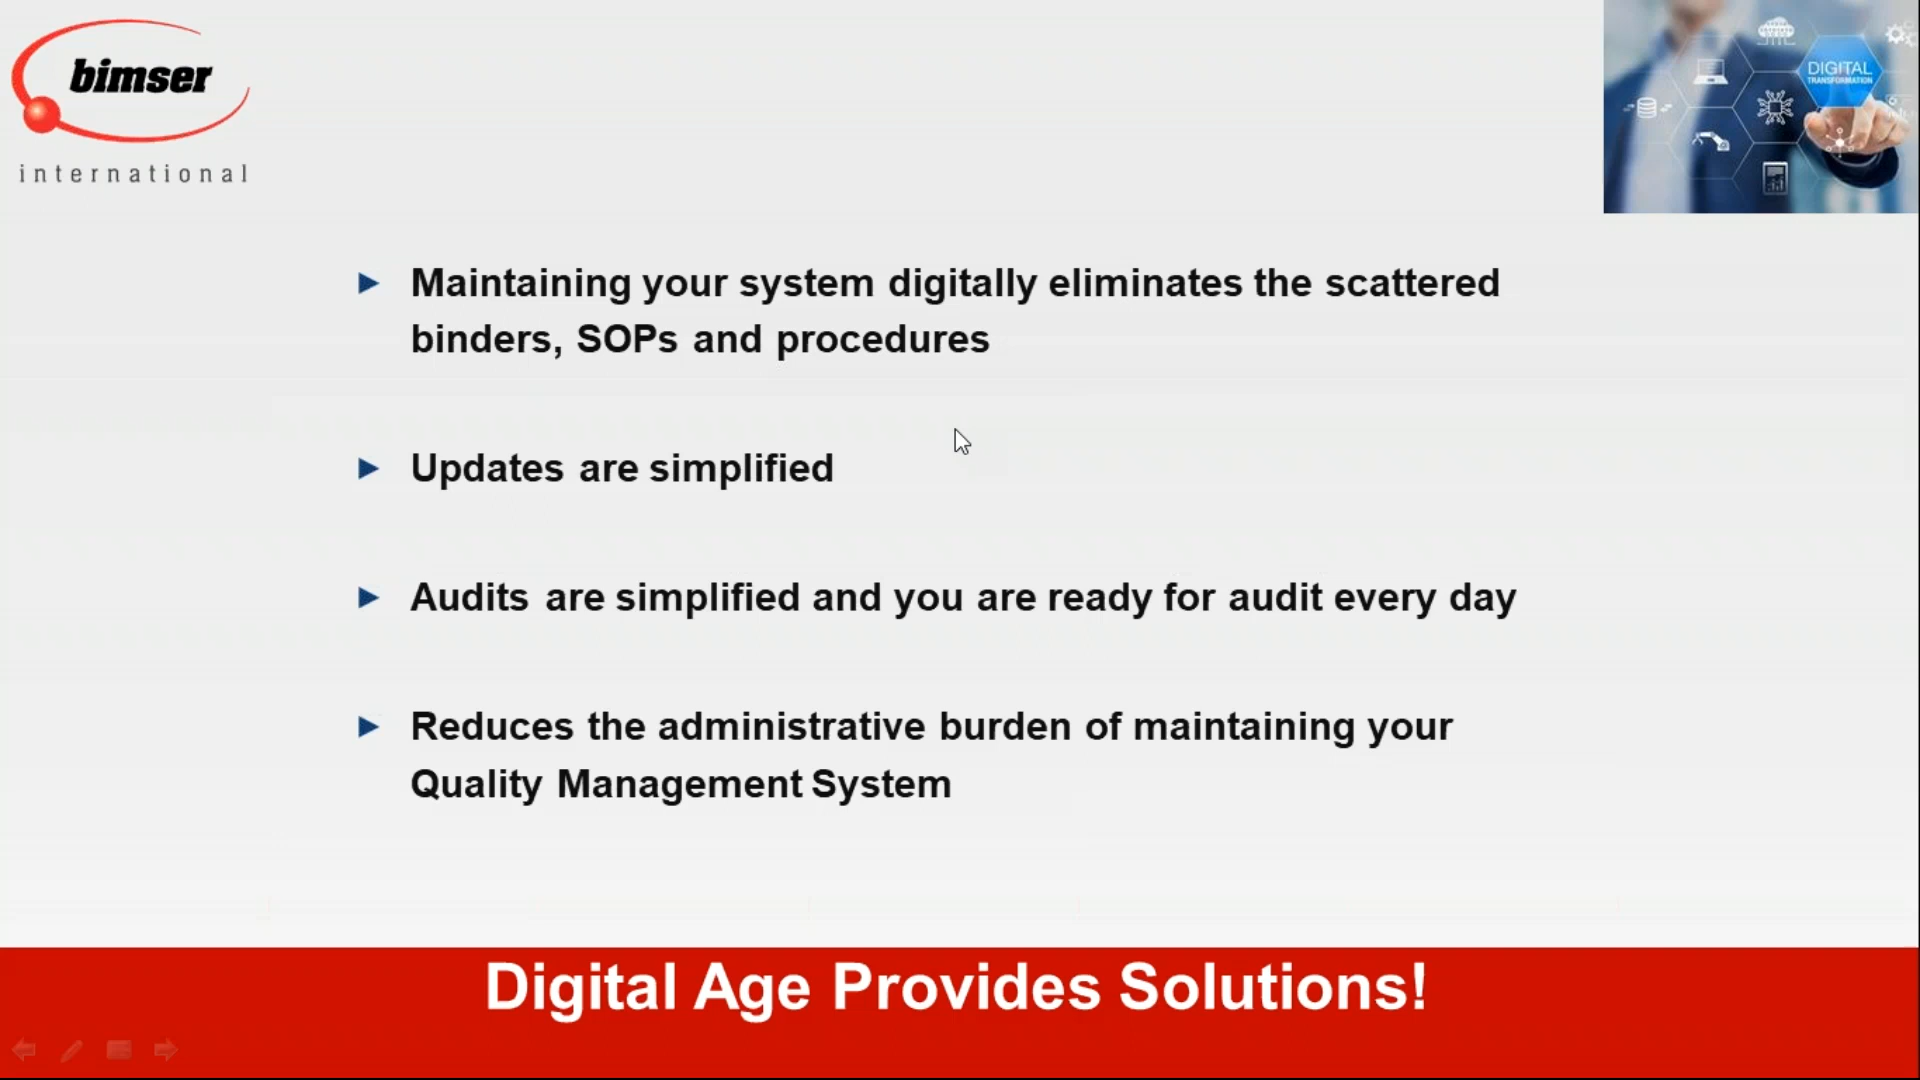 bimser
international
DIGITAL
TRANSFORMATION
► Maintaining your system digitally eliminates the scattered
binders, SOPs and procedures
► Updates are simplified
► Audits are simplified and you are ready for audit every day
► Reduces the administrative burden of maintaining your
Quality Management System
Digital Age Provides Solutions!